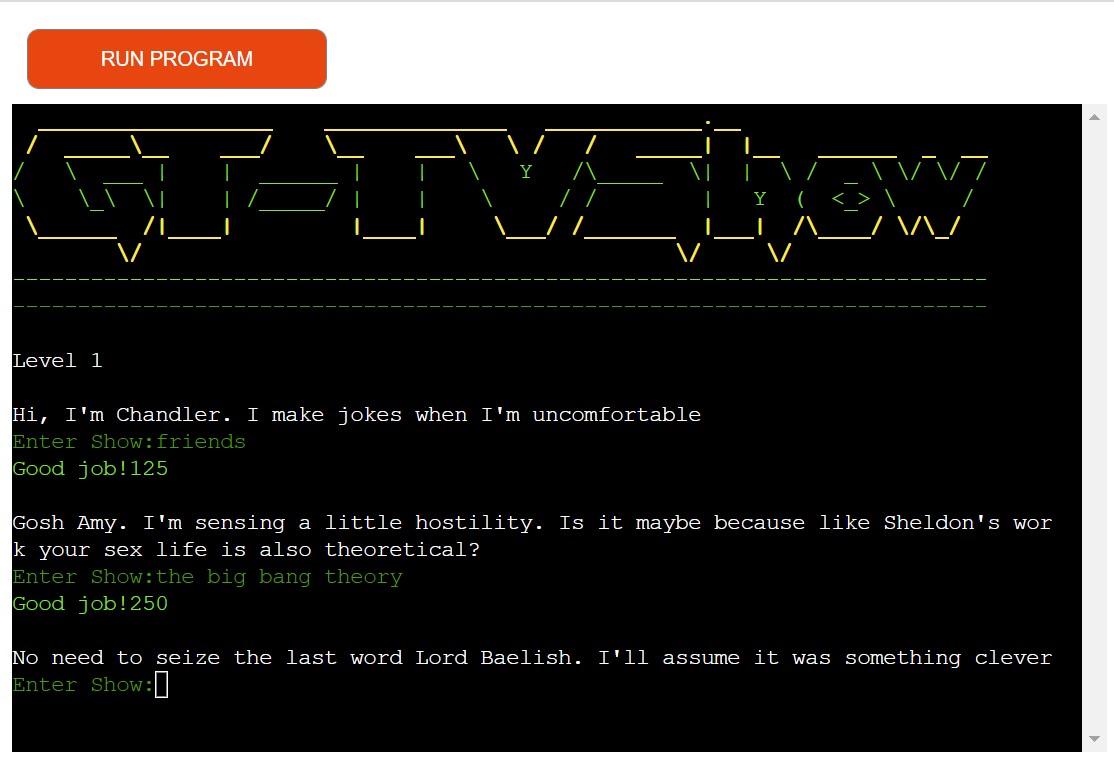 RUN PROGRAM
GT-TVShow
Level 1
Hi, I'm Chandler. I make jokes when I'm uncomfortable
Enter Show:friends
Good job!125
Gosh Amy. I'm sensing a little hostility. Is it maybe because like Sheldon's wor
k your sex life is also theoretical?
Enter Show:the big bang theory
Good job!250
No need to seize the last word Lord Baelish. I'll assume it was something clever
Enter Show: